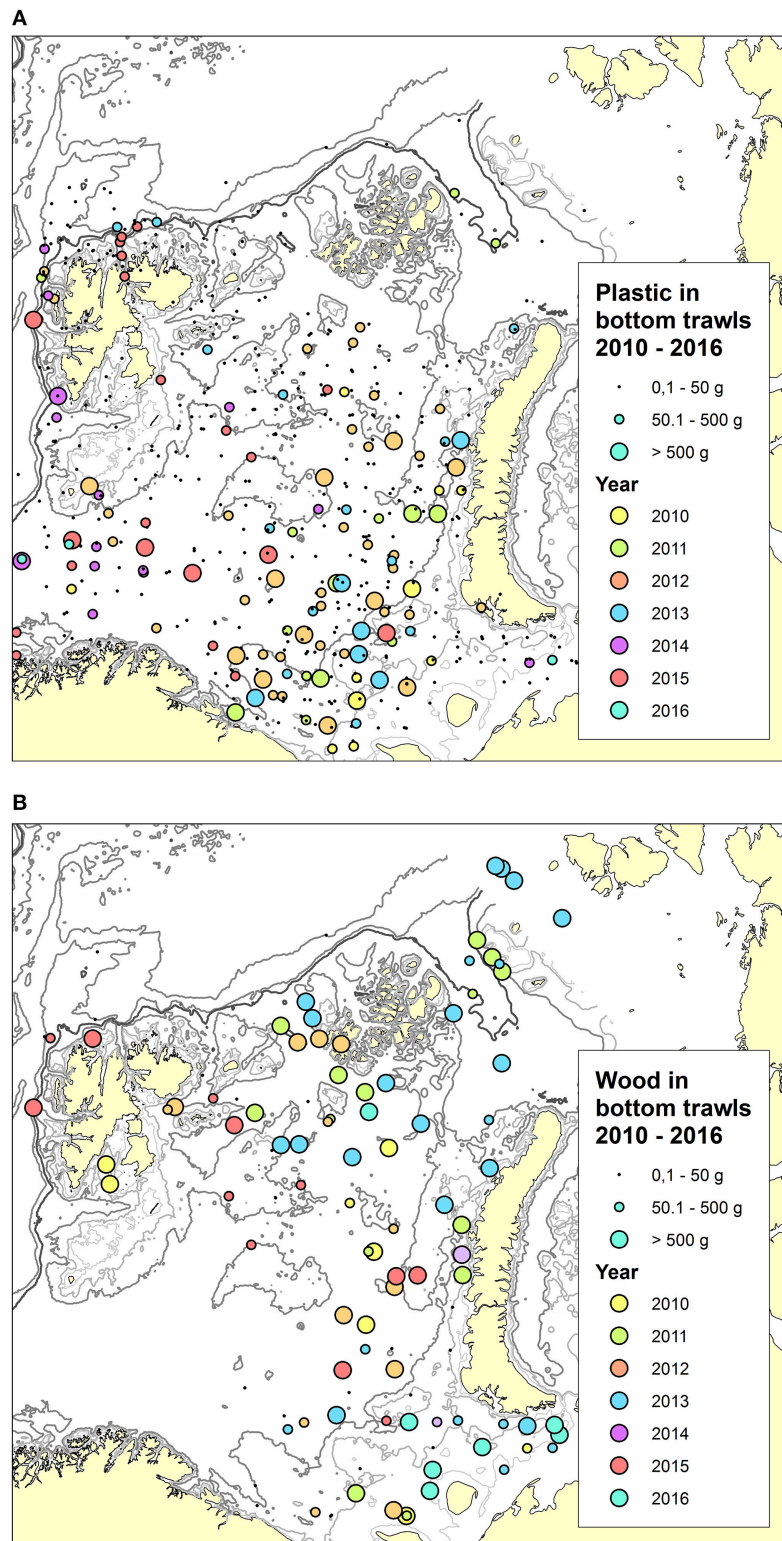 A
Plastic in
bottom trawls
2010 - 2016
0,1 - 50 g
50.1 - 500 g
> 500 g
Year
2010
2011
2012
2013
2014
2015
2016
B
Wood in
bottom trawls
2010 - 2016
0,1 - 50 g
50.1 - 500 g
> 500 g
Year
2010
2011
2012
2013
2014
2015
2016